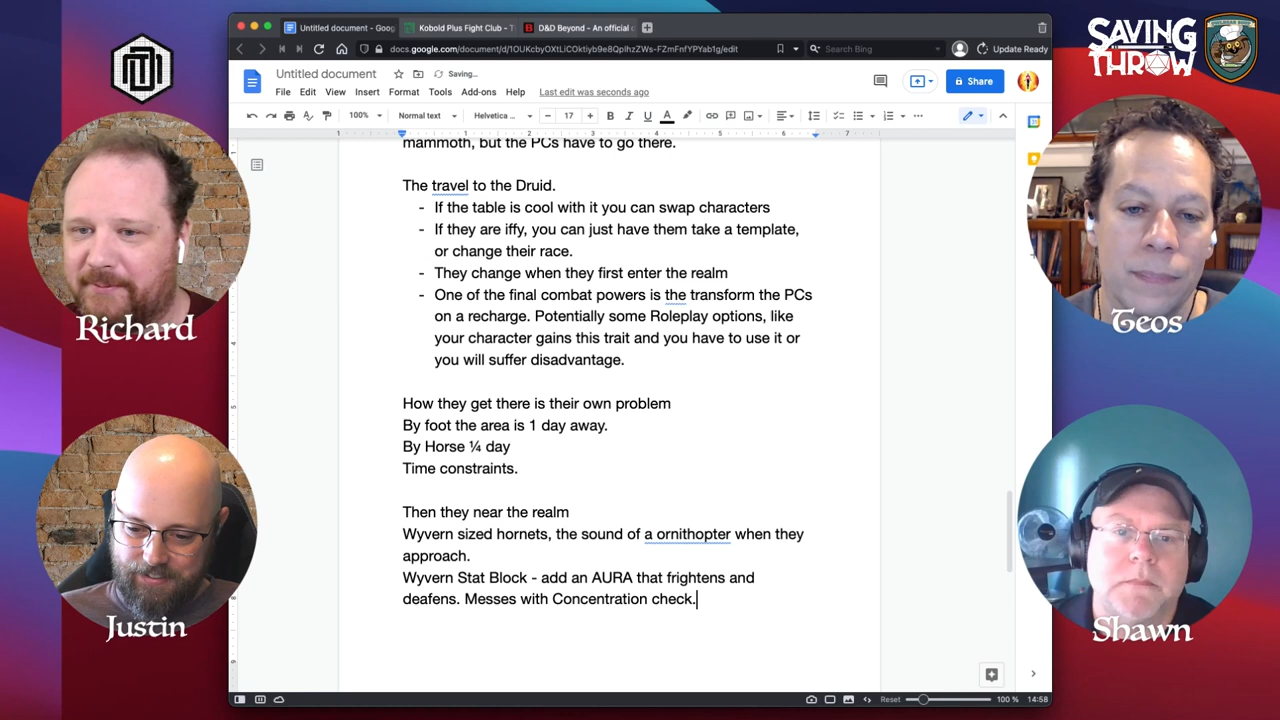 Untitled document - Goog
Kobold Plus Fight Club - T
D&D Beyond - An official c
docs.google.com/document/d/1OUKcbyOXtLiCOktiyb9e8QplhzZWs-FZmFnfYPYab1g/edit
Search Bing
Update Ready
SAVING
THROW
Untitled document
Saving...
File Edit View Insert Format Tools Add-ons Help
Last edit was seconds ago
Share
100%
Normal text
Helvetica ...
17
B I U A
1 1 2 3 4 5 6 7
mammoth, but the PCs have to go there.
The travel to the Druid.
- If the table is cool with it you can swap characters
- If they are iffy, you can just have them take a template,
or change their race.
- They change when they first enter the realm
- One of the final combat powers is the transform the PCs
on a recharge. Potentially some Roleplay options, like
your character gains this trait and you have to use it or
you will suffer disadvantage.
How they get there is their own problem
By foot the area is 1 day away.
By Horse ¼ day
Time constraints.
Then they near the realm
Wyvern sized hornets, the sound of a ornithopter when they
approach.
Wyvern Stat Block - add an AURA that frightens and
deafens. Messes with Concentration check.
Richard
Teos
Justin
Shawn
Reset
100 %
14:58